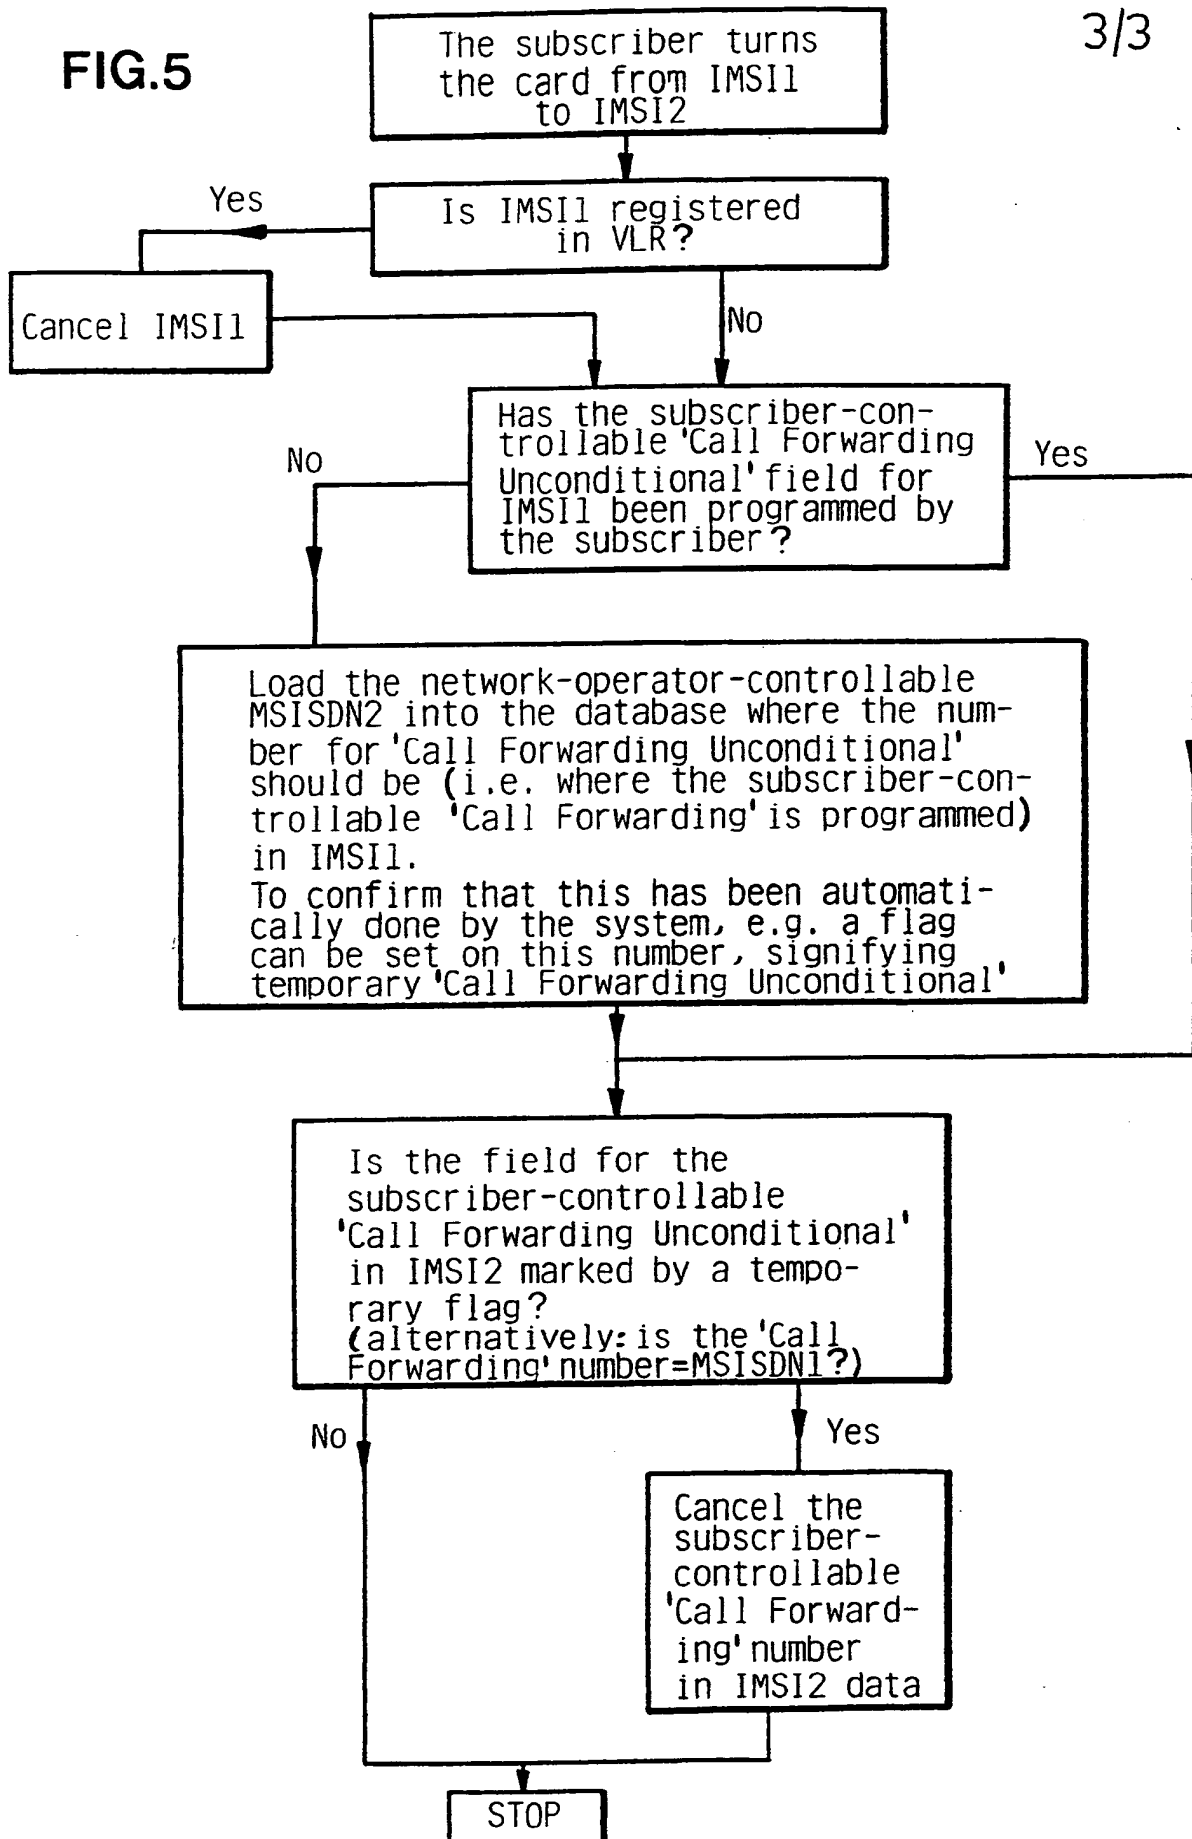 FIG.5
3/3
The subscriber turns
the card from IMSI1
to IMSI2
Yes
Is IMSI1 registered
in VLR?
Cancel IMSI1
No
Has the subscriber-con-
trollable 'Call Forwarding
Unconditional' field for
IMSI1 been programmed by
the subscriber?
No
Yes
Load the network-operator-controllable
MSISDN2 into the database where the num-
ber for 'Call Forwarding Unconditional'
should be (i.e. where the subscriber-con-
trollable 'Call Forwarding' is programmed)
in IMSI1.
To confirm that this has been automati-
cally done by the system, e.g. a flag
can be set on this number, signifying
temporary 'Call Forwarding Unconditional'
Is the field for the
subscriber-controllable
'Call Forwarding Unconditional'
in IMSI2 marked by a tempo-
rary flag?
(alternatively: is the 'Call
Forwarding' number=MSISDN1?)
No
Yes
Cancel the
subscriber-
controllable
'Call Forward-
ing' number
in IMSI2 data
STOP